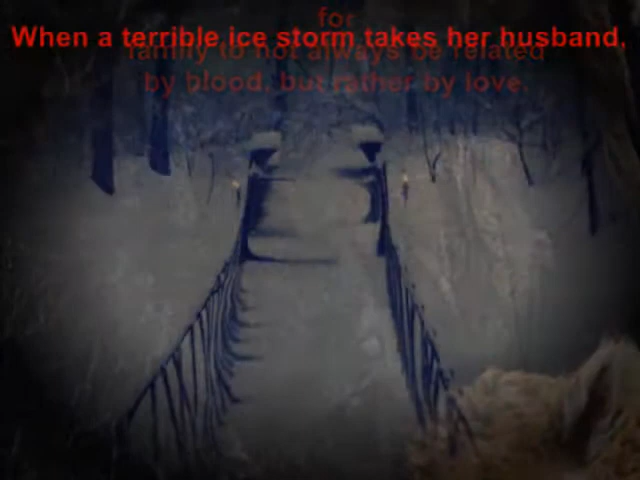 for
When a terrible ice storm takes her husband,
family to not always be related
by blood, but rather by love.